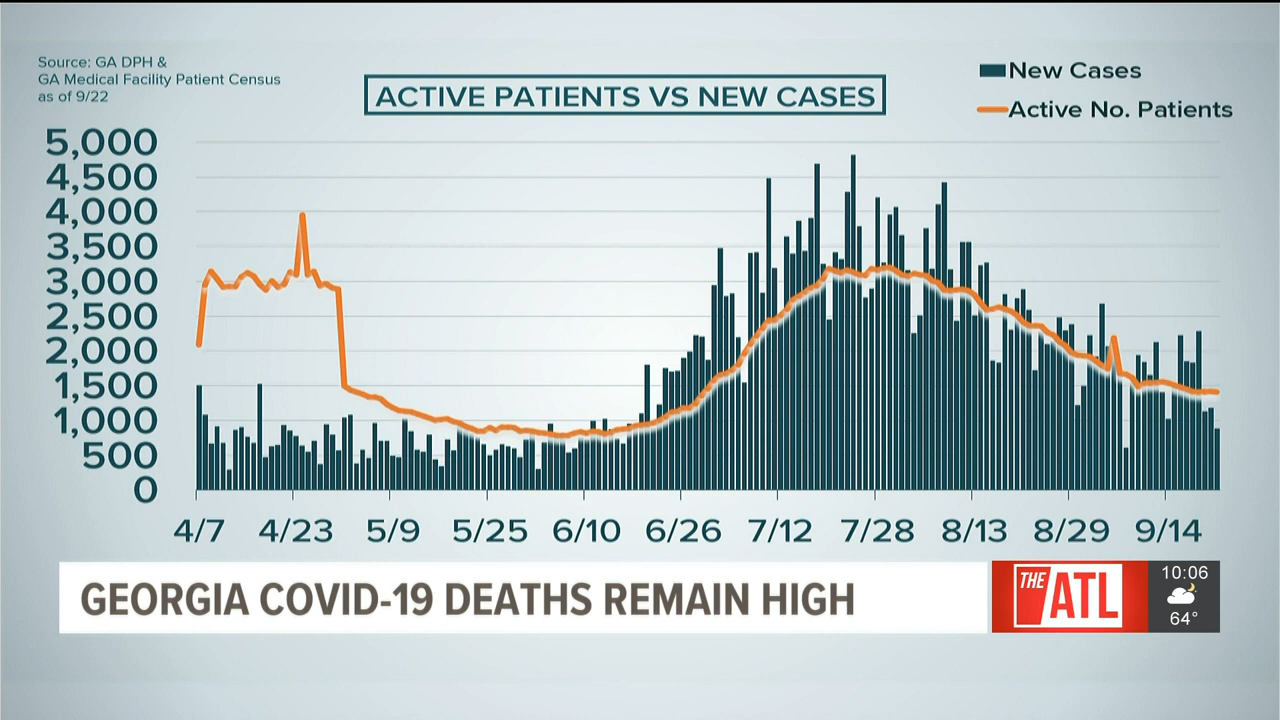 Source: GA DPH &
GA Medical Facility Patient Census
as of 9/22
ACTIVE PATIENTS VS NEW CASES
New Cases
Active No. Patients
5,000
4,500
4,000
3,500
3,000
2,500
2,000
1,500
1,000
500
0
4/7 4/23 5/9 5/25 6/10 6/26 7/12 7/28 8/13 8/29 9/14
GEORGIA COVID-19 DEATHS REMAIN HIGH
THE ATL
10:06
64°